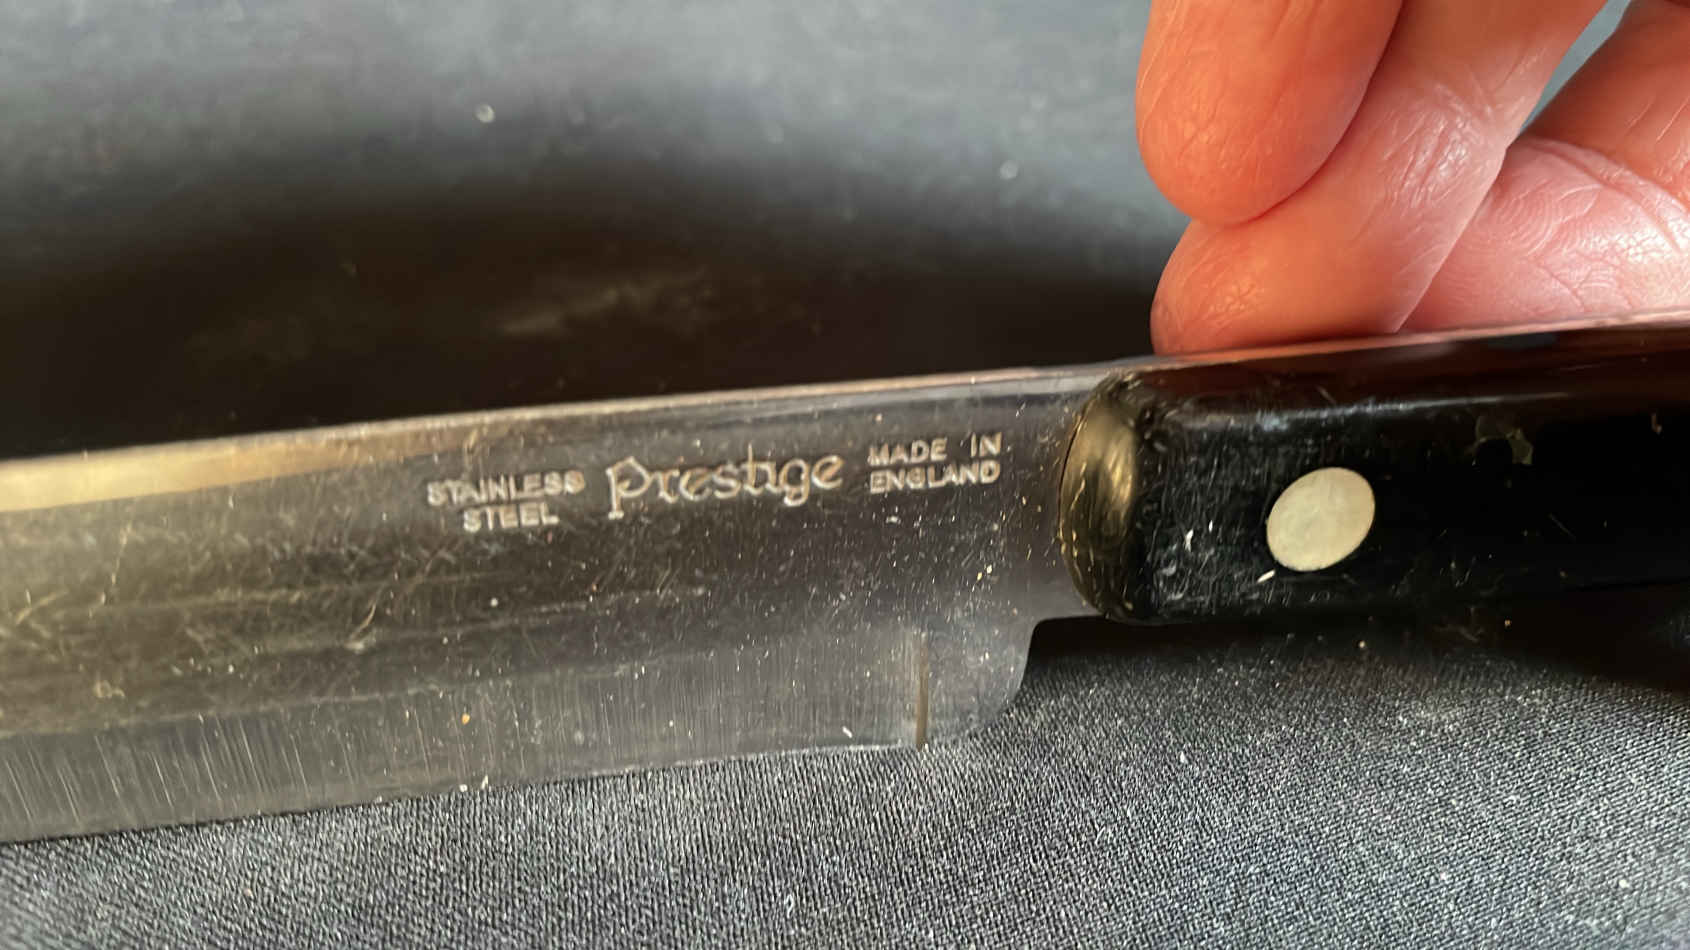 STAINLESS
STEEL
Prestige
MADE IN
ENGLAND